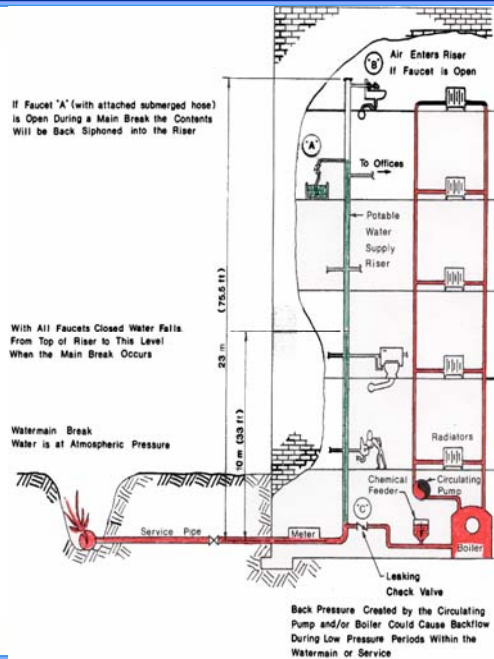 "B"
Air Enters Riser
If Faucet is Open
If Faucet "A" (with attached submerged hose)
is Open During a Main Break the Contents
Will be Back Siphoned into the Riser
"A"
To Offices
Potable
Water
Supply
Riser
23 m (75.5 ft)
With All Faucets Closed Water Falls
From Top of Riser to This Level
When the Main Break Occurs
10 m (33 ft)
Watermain Break
Water is at Atmospheric Pressure
Radiators
Chemical
Feeder
Circulating
Pump
"C"
Service Pipe
Meter
Boiler
Leaking
Check Valve
Back Pressure Created by the Circulating
Pump and/or Boiler Could Cause Backflow
During Low Pressure Periods Within the
Watermain or Service